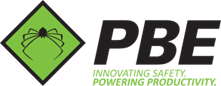 PBE
INNOVATING SAFETY.
POWERING PRODUCTIVITY.